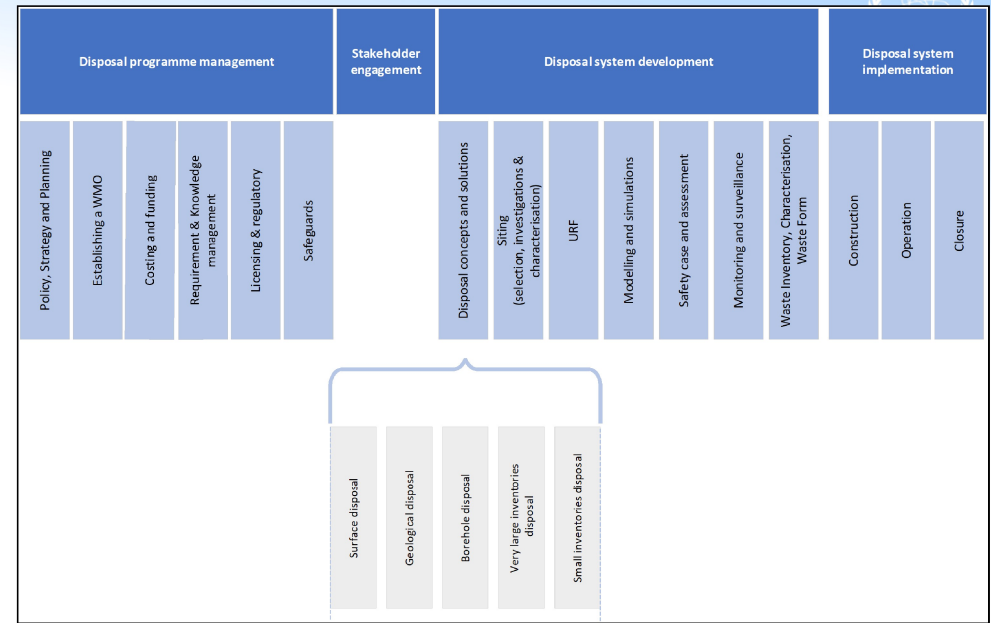 Disposal programme management
Stakeholder
engagement
Disposal system development
Disposal system
implementation
Policy, Strategy and Planning
Establishing a WMO
Costing and funding
Requirement & Knowledge
management
Licensing & regulatory
Safeguards
Disposal concepts and solutions
Siting
(selection, investigations &
characterisation)
URF
Modelling and simulations
Safety case and assessment
Monitoring and surveillance
Waste Inventory, Characterisation,
Waste Form
Construction
Operation
Closure
Surface disposal
Geological disposal
Borehole disposal
Very large inventories
disposal
Small inventories disposal